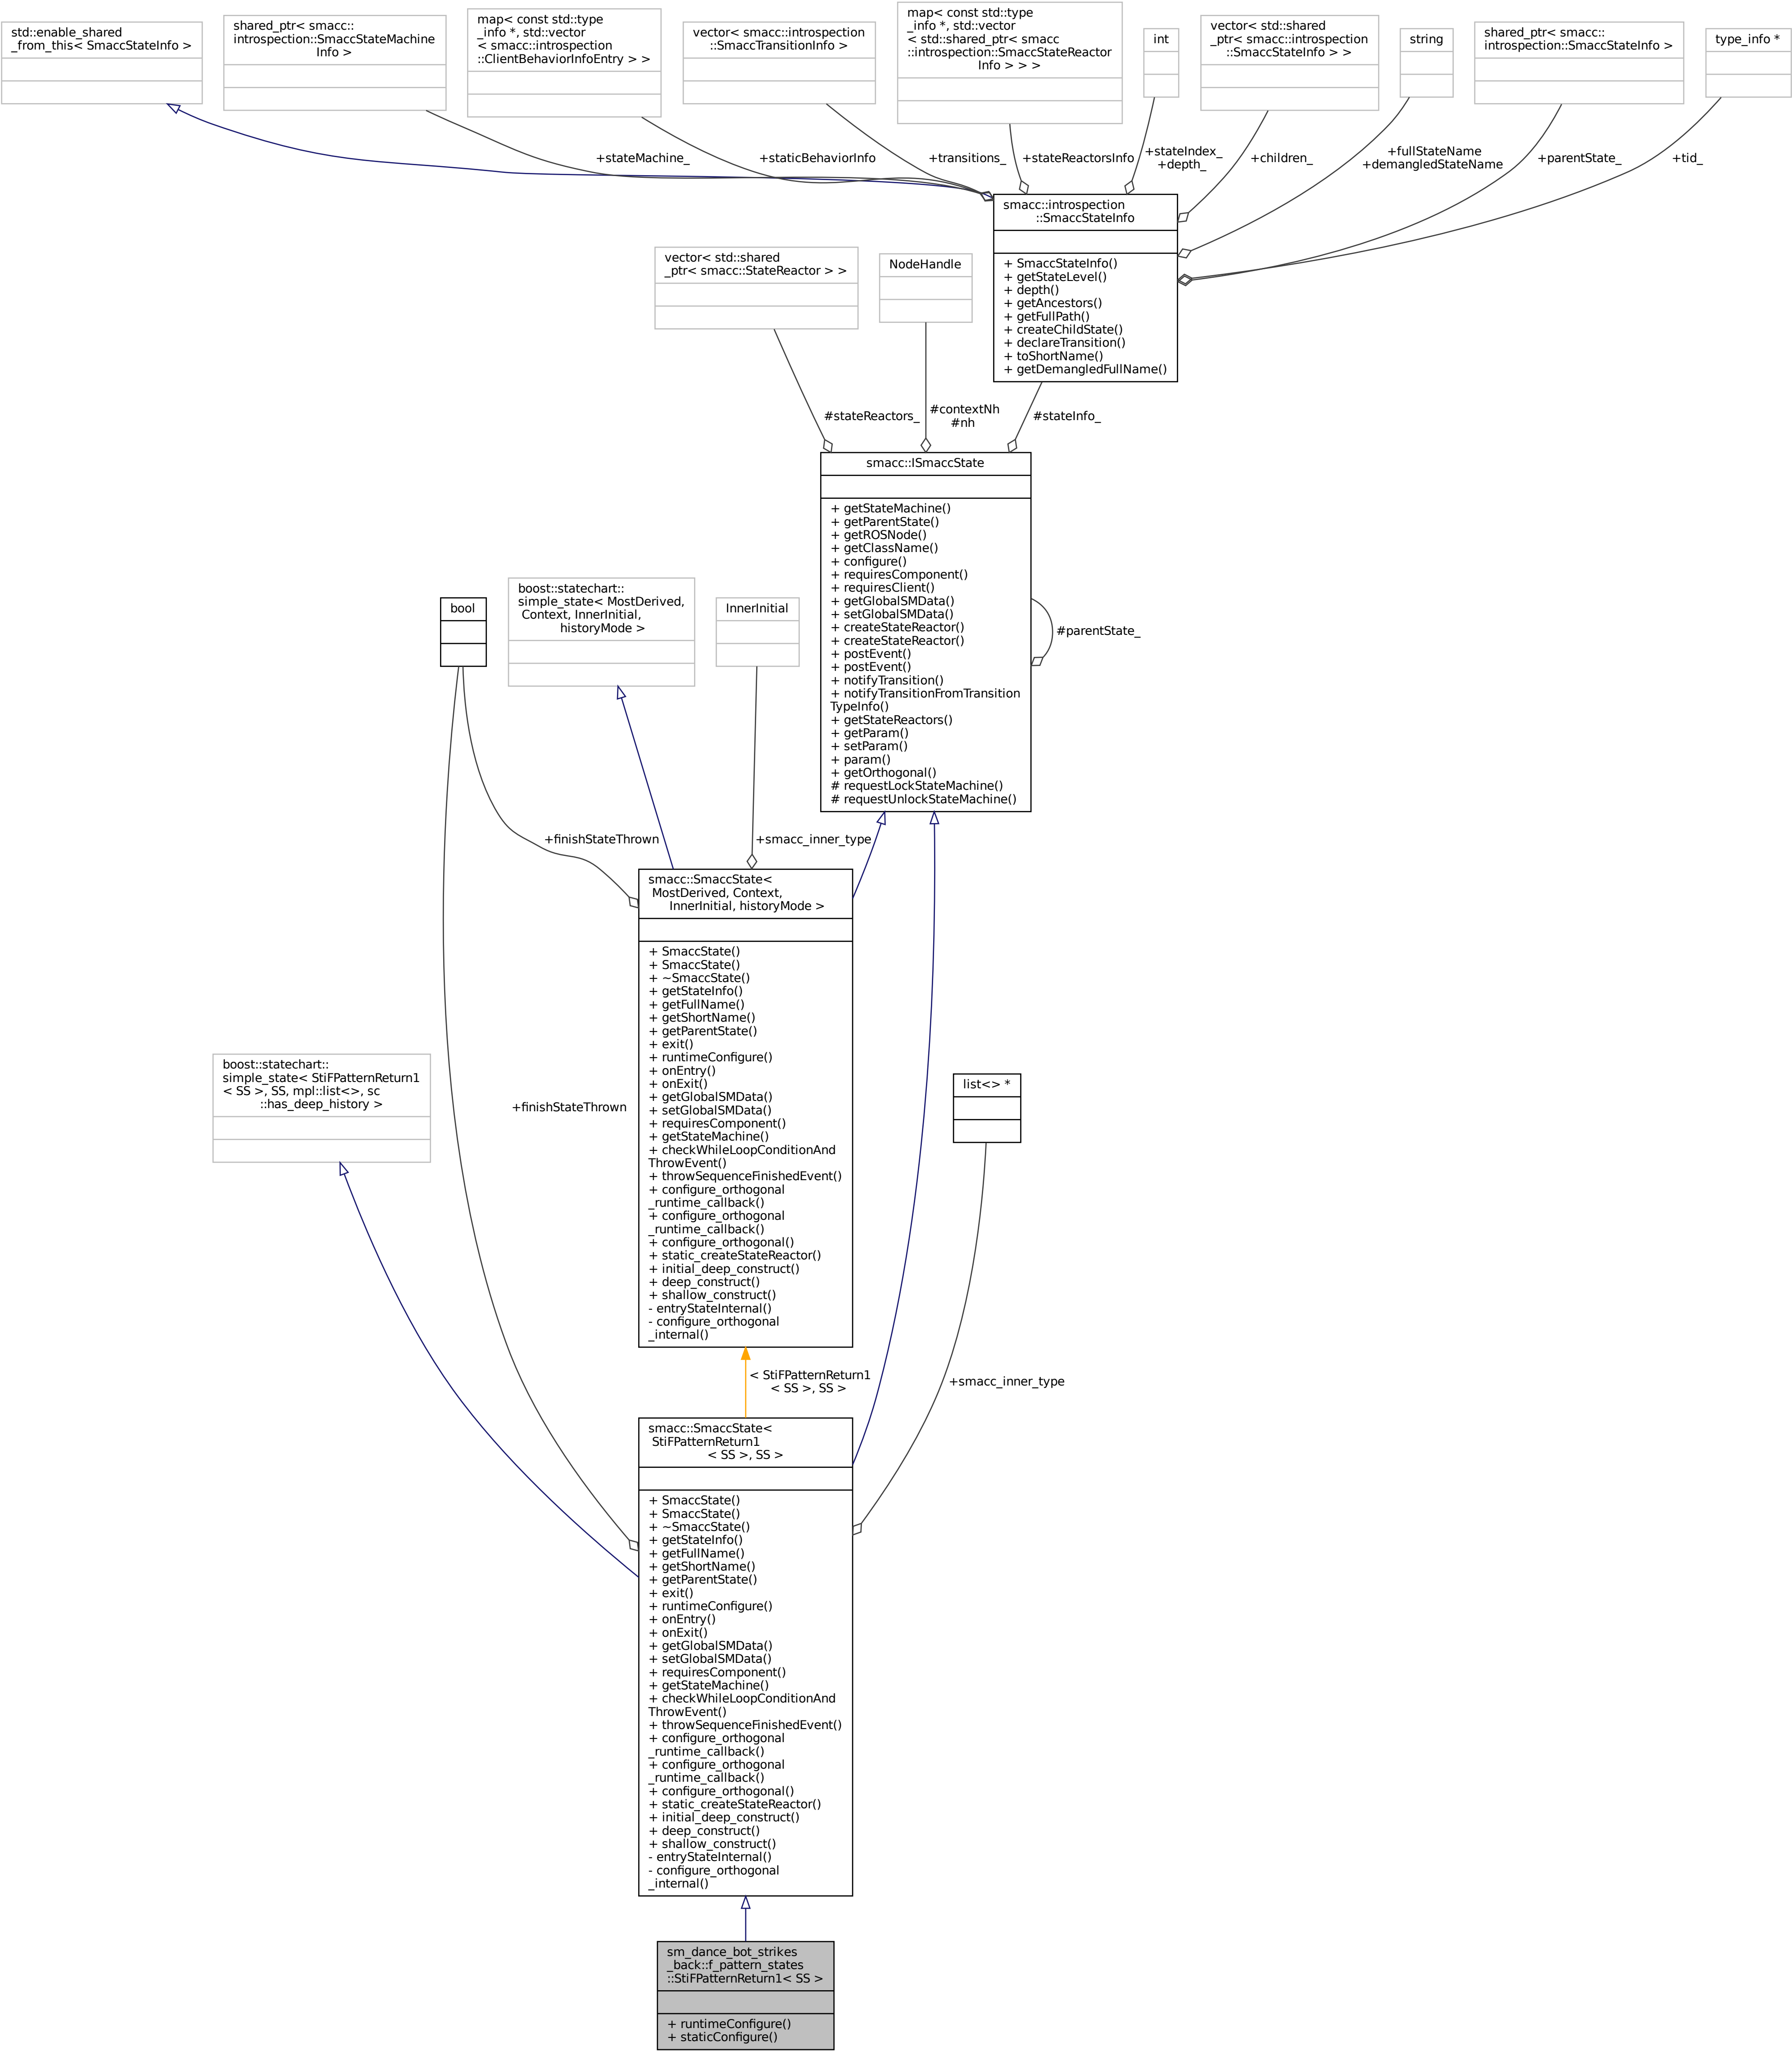 std::enable_shared
_from_this< SmaccStateInfo >
shared_ptr< smacc::
introspection::SmaccStateMachine
Info >
map< const std::type
_info *, std::vector
< smacc::introspection
::ClientBehaviorInfoEntry > >
vector< smacc::introspection
::SmaccTransitionInfo >
map< const std::type
_info *, std::vector
< std::shared_ptr< smacc
::introspection::SmaccStateReactor
Info > > >
int
vector< std::shared
_ptr< smacc::introspection
::SmaccStateInfo > >
string
shared_ptr< smacc::
introspection::SmaccStateInfo >
type_info *
+stateMachine_
+staticBehaviorInfo
+transitions_
+stateReactorsInfo
+stateIndex_
+depth_
+children_
+fullStateName
+demangledStateName
+parentState_
+tid_
smacc::introspection
::SmaccStateInfo
+ SmaccStateInfo()
+ getStateLevel()
+ depth()
+ getAncestors()
+ getFullPath()
+ createChildState()
+ declareTransition()
+ toShortName()
+ getDemangledFullName()
vector< std::shared
_ptr< smacc::StateReactor > >
NodeHandle
#stateReactors_
#contextNh
#nh
#stateInfo_
smacc::ISmaccState
+ getStateMachine()
+ getParentState()
+ getROSNode()
+ getClassName()
+ configure()
+ requiresComponent()
+ requiresClient()
+ getGlobalSMData()
+ setGlobalSMData()
+ createStateReactor()
+ createStateReactor()
+ postEvent()
+ postEvent()
+ notifyTransition()
+ notifyTransitionFromTransition
TypeInfo()
+ getStateReactors()
+ getParam()
+ setParam()
+ param()
+ getOrthogonal()
# requestLockStateMachine()
# requestUnlockStateMachine()
#parentState_
bool
boost::statechart::
simple_state< MostDerived,
Context, InnerInitial,
historyMode >
InnerInitial
+finishStateThrown
+smacc_inner_type
smacc::SmaccState<
MostDerived, Context,
InnerInitial, historyMode >
+ SmaccState()
+ SmaccState()
+ ~SmaccState()
+ getStateInfo()
+ getFullName()
+ getShortName()
+ getParentState()
+ exit()
+ runtimeConfigure()
+ onEntry()
+ onExit()
+ getGlobalSMData()
+ setGlobalSMData()
+ requiresComponent()
+ getStateMachine()
+ checkWhileLoopConditionAnd
ThrowEvent()
+ throwSequenceFinishedEvent()
+ configure_orthogonal
_runtime_callback()
+ configure_orthogonal
_runtime_callback()
+ configure_orthogonal()
+ static_createStateReactor()
+ initial_deep_construct()
+ deep_construct()
+ shallow_construct()
- entryStateInternal()
- configure_orthogonal
_internal()
boost::statechart::
simple_state< StiFPatternReturn1
< SS >, SS, mpl::list<>, sc
::has_deep_history >
+finishStateThrown
list<> *
< StiFPatternReturn1
< SS >, SS >
+smacc_inner_type
smacc::SmaccState<
StiFPatternReturn1
< SS >, SS >
+ SmaccState()
+ SmaccState()
+ ~SmaccState()
+ getStateInfo()
+ getFullName()
+ getShortName()
+ getParentState()
+ exit()
+ runtimeConfigure()
+ onEntry()
+ onExit()
+ getGlobalSMData()
+ setGlobalSMData()
+ requiresComponent()
+ getStateMachine()
+ checkWhileLoopConditionAnd
ThrowEvent()
+ throwSequenceFinishedEvent()
+ configure_orthogonal
_runtime_callback()
+ configure_orthogonal
_runtime_callback()
+ configure_orthogonal()
+ static_createStateReactor()
+ initial_deep_construct()
+ deep_construct()
+ shallow_construct()
- entryStateInternal()
- configure_orthogonal
_internal()
sm_dance_bot_strikes
_back::f_pattern_states
::StiFPatternReturn1< SS >
+ runtimeConfigure()
+ staticConfigure()